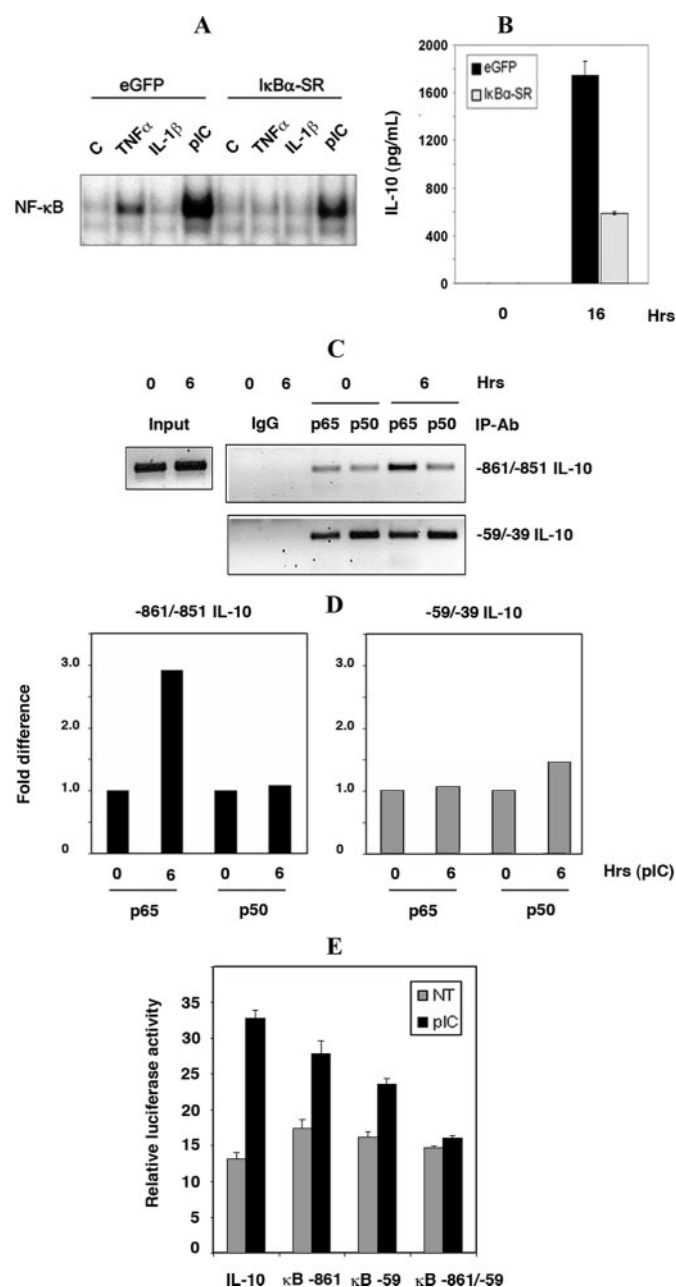 A
eGFP IκBα-SR
C TNFα IL-1β pIC C TNFα IL-1β pIC
NF-κB
B
1800
1500
1200
900
600
300
0
IL-10 (pg/mL)
eGFP
IκBα-SR
0 16 Hrs
C
0 6 0 6 0 6 Hrs
Input IgG p65 p50 p65 p50 IP-Ab
-861/-851 IL-10
-59/-39 IL-10
D
-861/-851 IL-10
3.0
2.0
1.0
0
Fold difference
0 6 0 6
p65 p50
-59/-39 IL-10
3.0
2.0
1.0
0
0 6 0 6 Hrs (pIC)
p65 p50
E
35
30
25
20
15
10
5
0
Relative luciferase activity
NT
pIC
IL-10 κB -861 κB -59 κB -861/-59